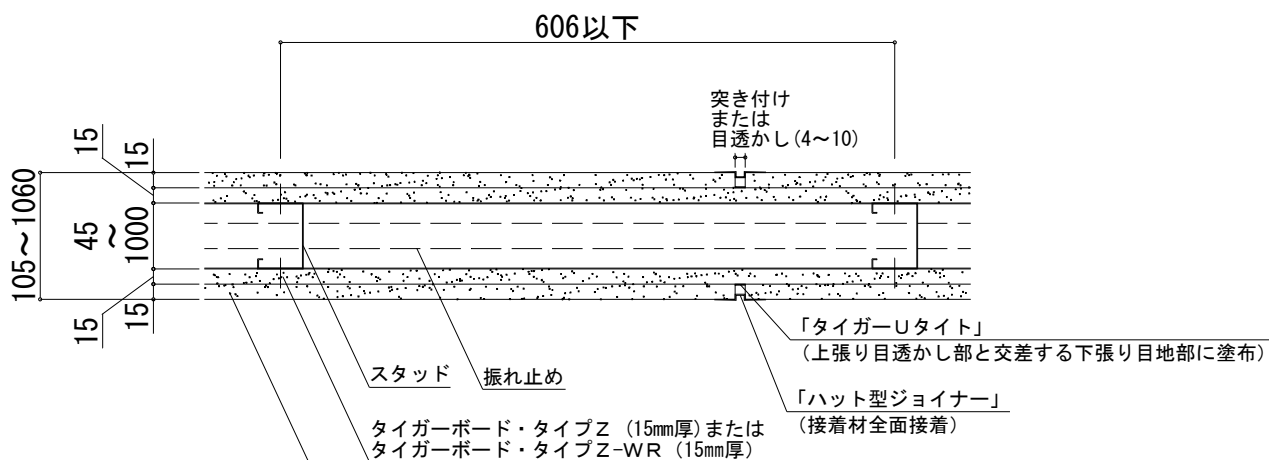 606以下
突き付け
または
目透かし(4～10)
15
15
105～1060
45
～
1000
15
15
スタッド
振れ止め
「タイガーUタイト」
(上張り目透かし部と交差する下張り目地部に塗布)
「ハット型ジョイナー」
(接着材全面接着)
タイガーボード・タイプZ (15mm厚)または
タイガーボード・タイプZ-WR (15mm厚)